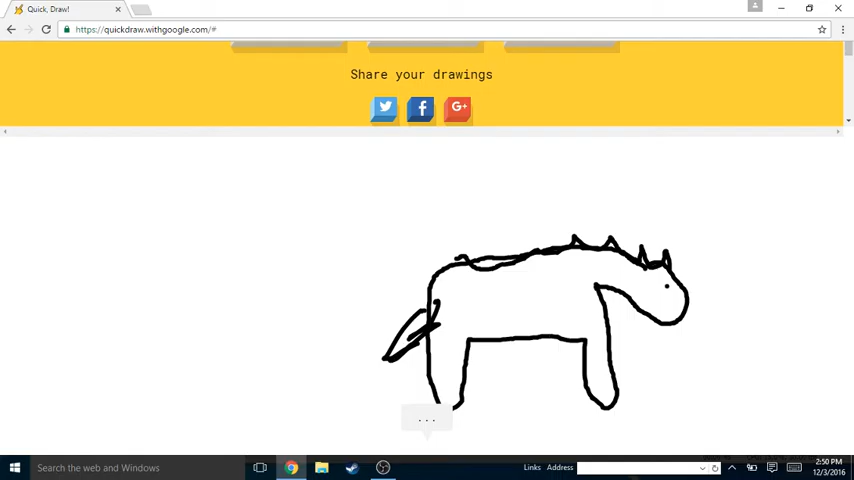 Quick, Draw!
https://quickdraw.withgoogle.com/#
Share your drawings
f
G+
...
Search the web and Windows
Links
Address
2:50 PM
12/3/2016